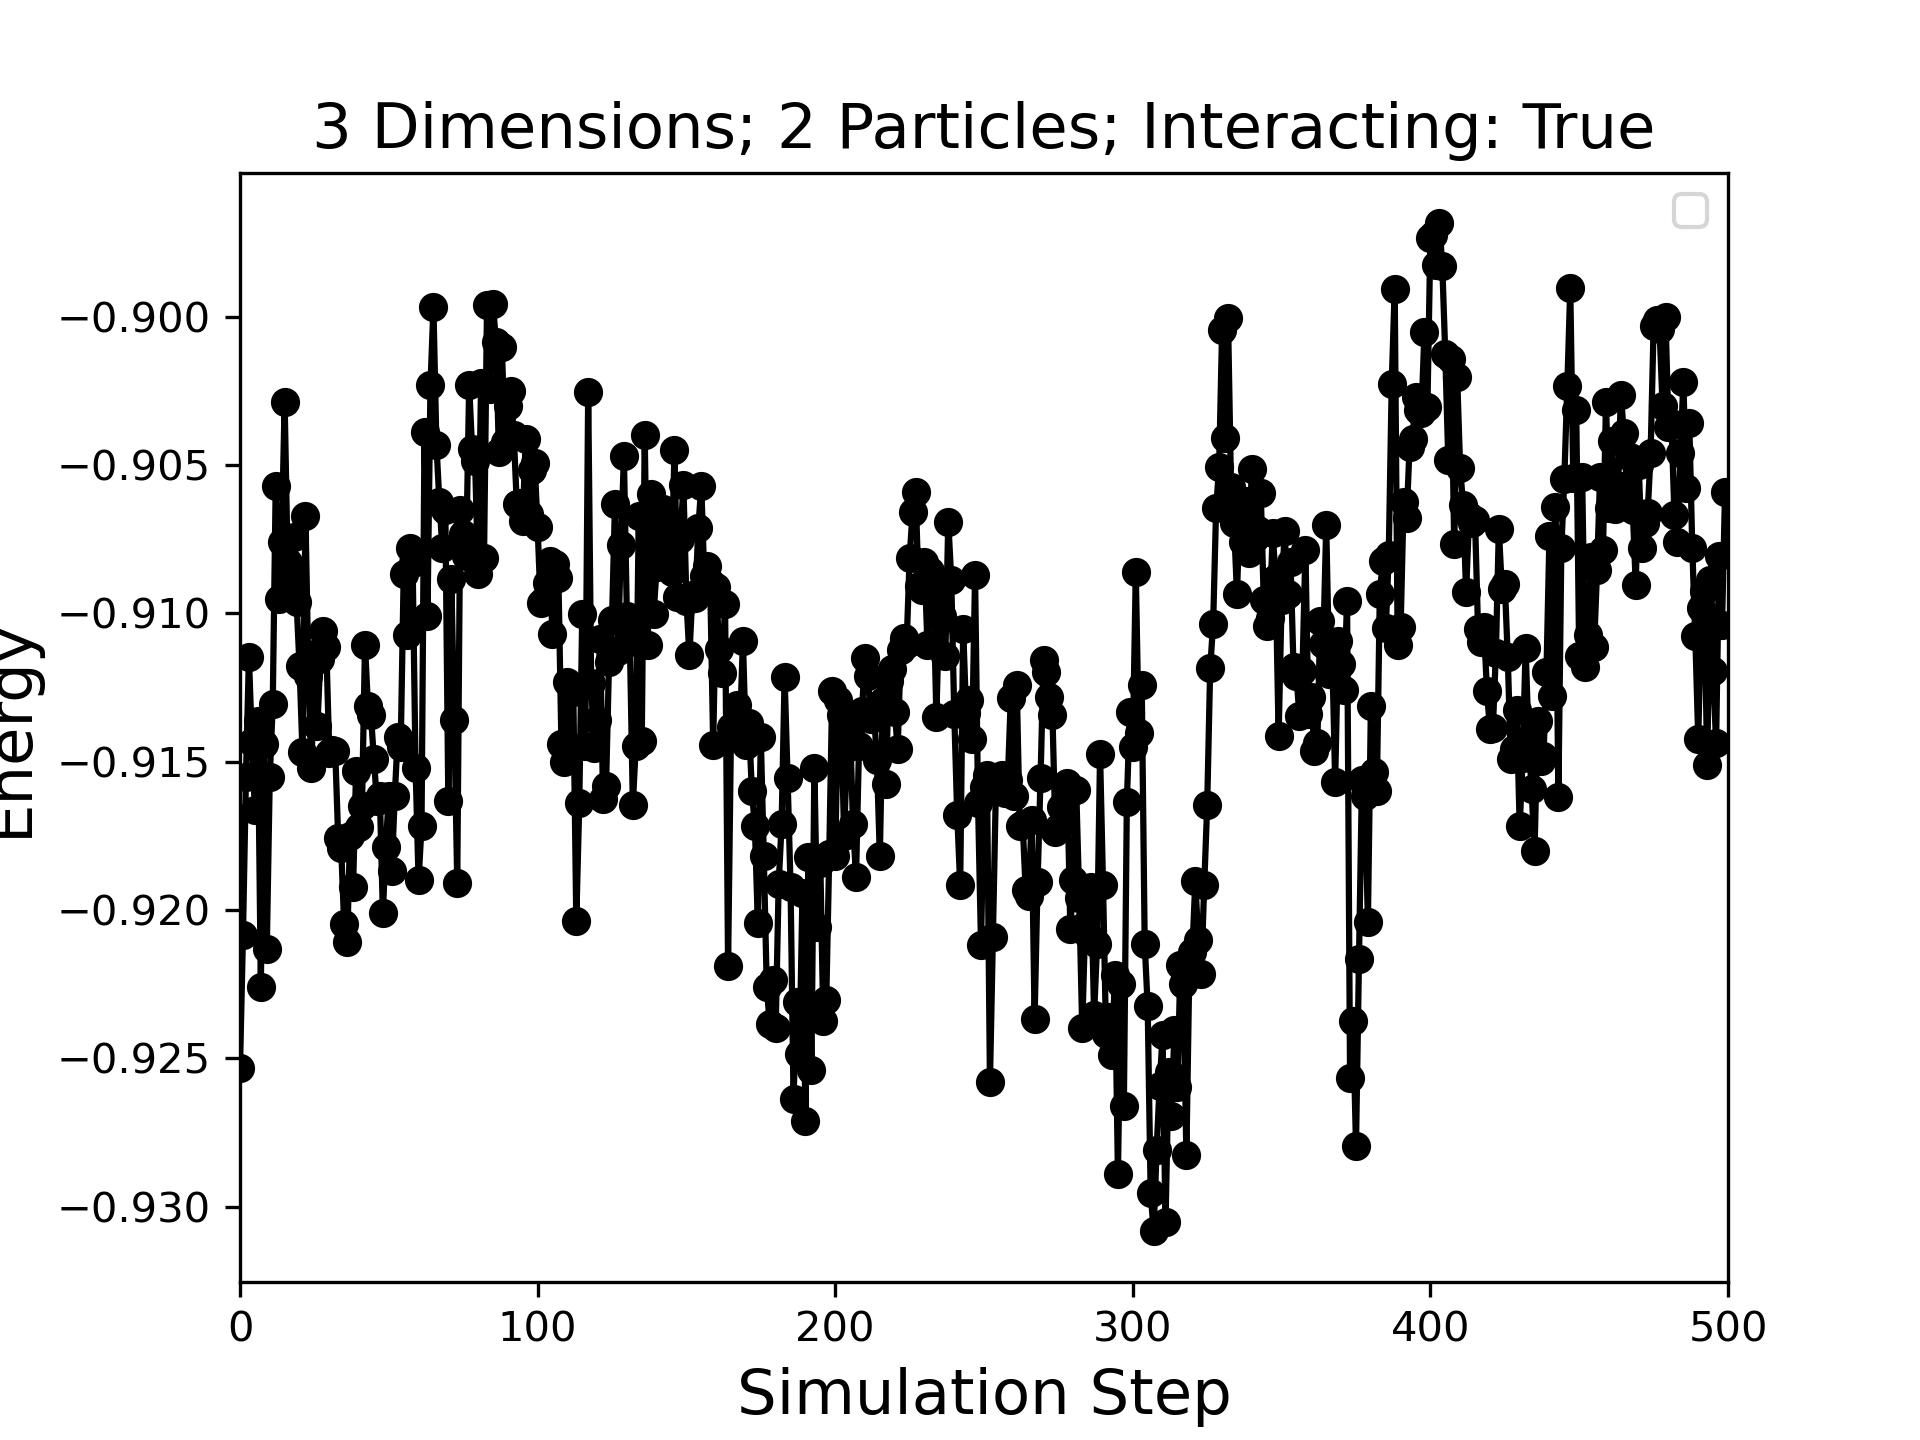 3 Dimensions; 2 Particles; Interacting: True
Energy
−0.900
−0.905
−0.910
−0.915
−0.920
−0.925
−0.930
0 100 200 300 400 500
Simulation Step